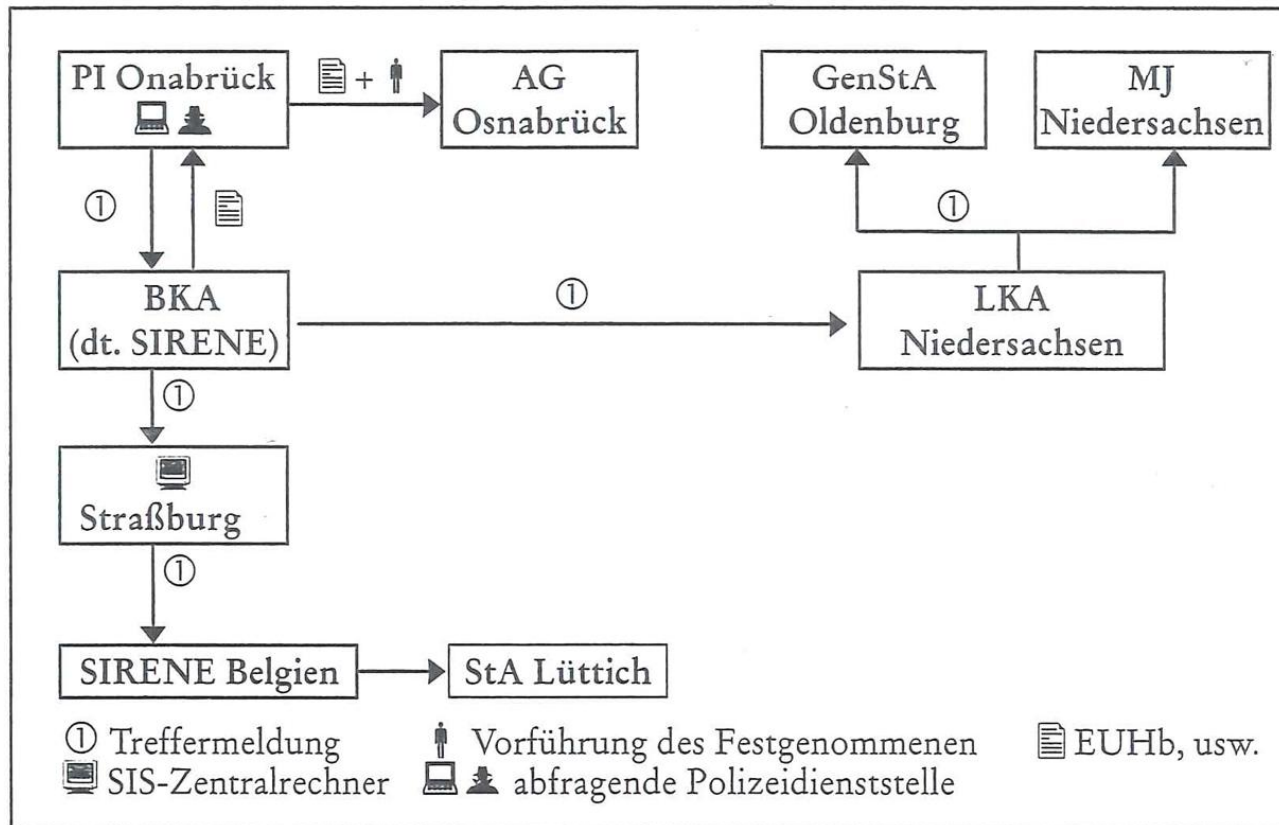 PI Onabrück
+
AG
Osnabrück
GenStA
Oldenburg
MJ
Niedersachsen
①
①
BKA
(dt. SIRENE)
①
LKA
Niedersachsen
①
Straßburg
①
SIRENE Belgien
StA Lüttich
① Treffermeldung
Vorführung des Festgenommenen
EUHb, usw.
SIS-Zentralrechner
abfragende Polizeidienststelle